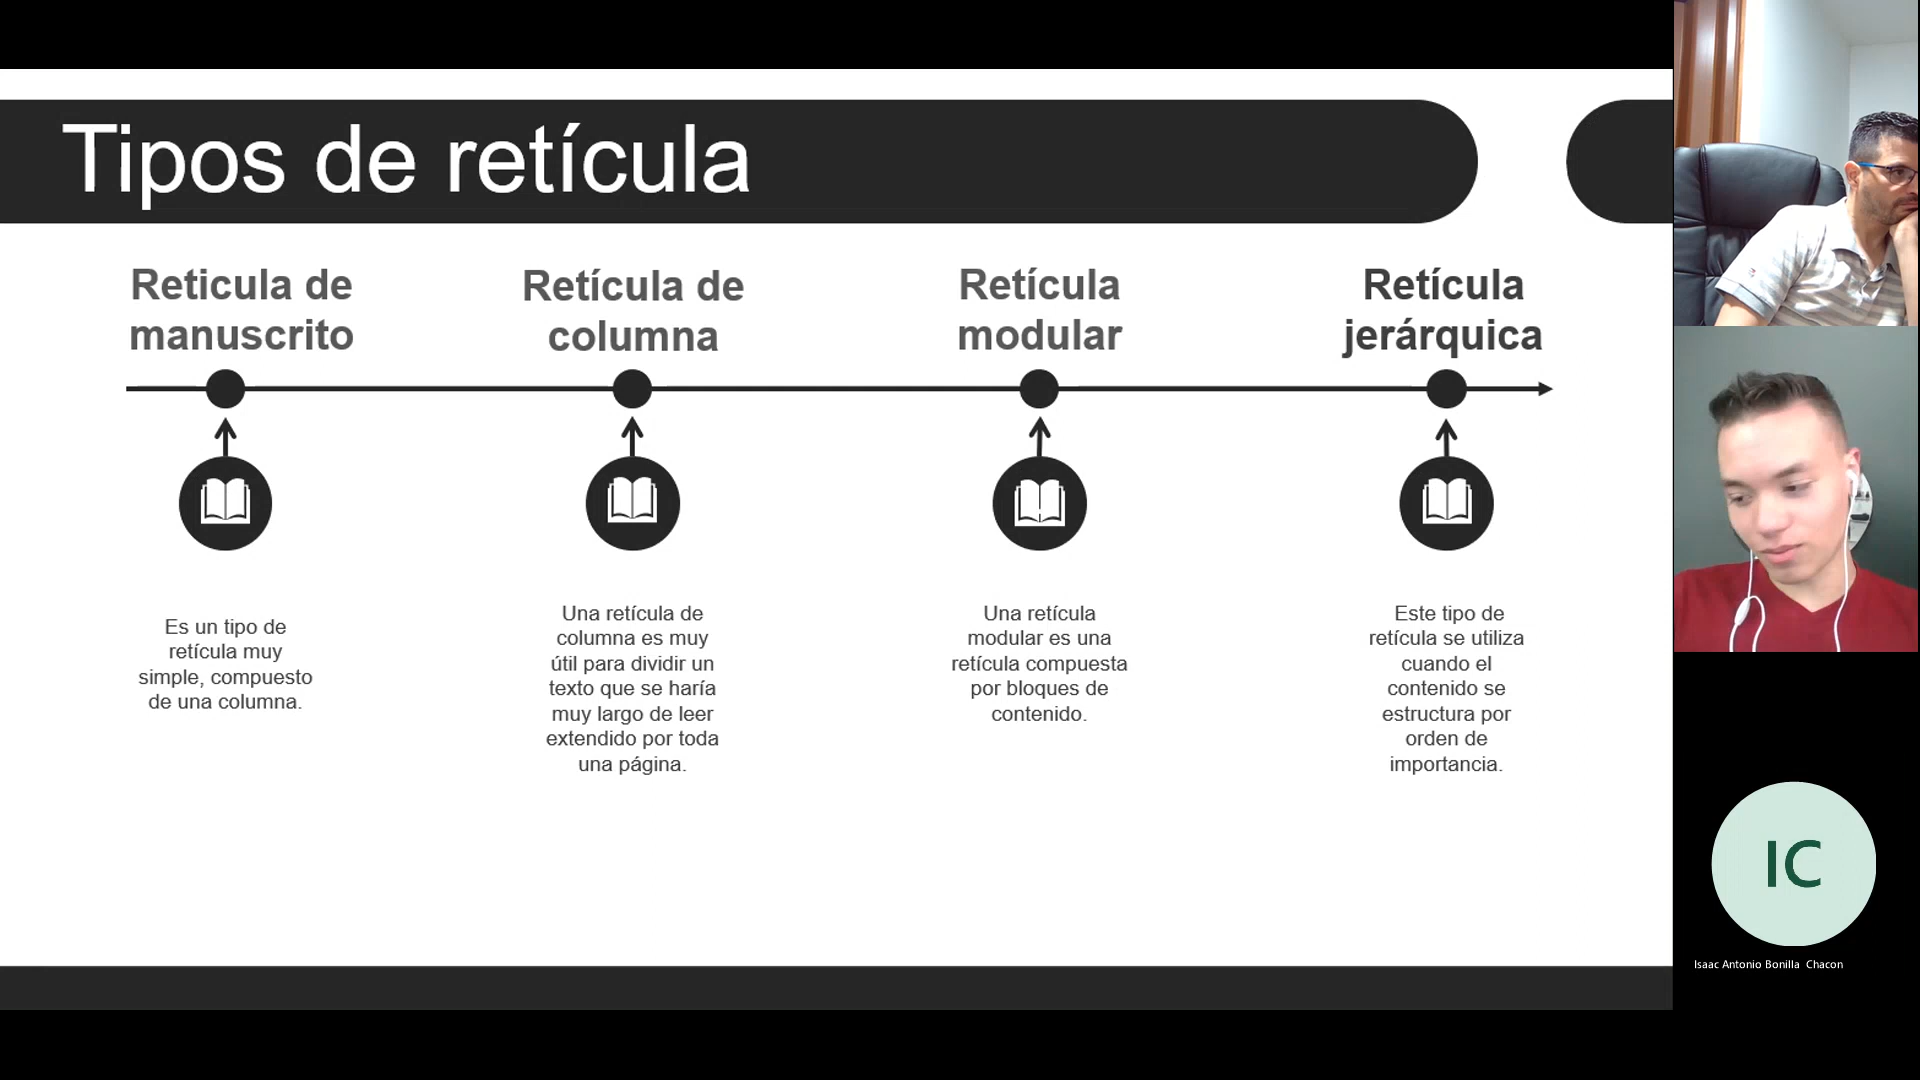 Tipos de retícula
Reticula de
manuscrito
Retícula de
columna
Retícula
modular
Retícula
jerárquica
Es un tipo de
retícula muy
simple, compuesto
de una columna.
Una retícula de
columna es muy
útil para dividir un
texto que se haría
muy largo de leer
extendido por toda
una página.
Una retícula
modular es una
retícula compuesta
por bloques de
contenido.
Este tipo de
retícula se utiliza
cuando el
contenido se
estructura por
orden de
importancia.
IC
Isaac Antonio Bonilla  Chacon